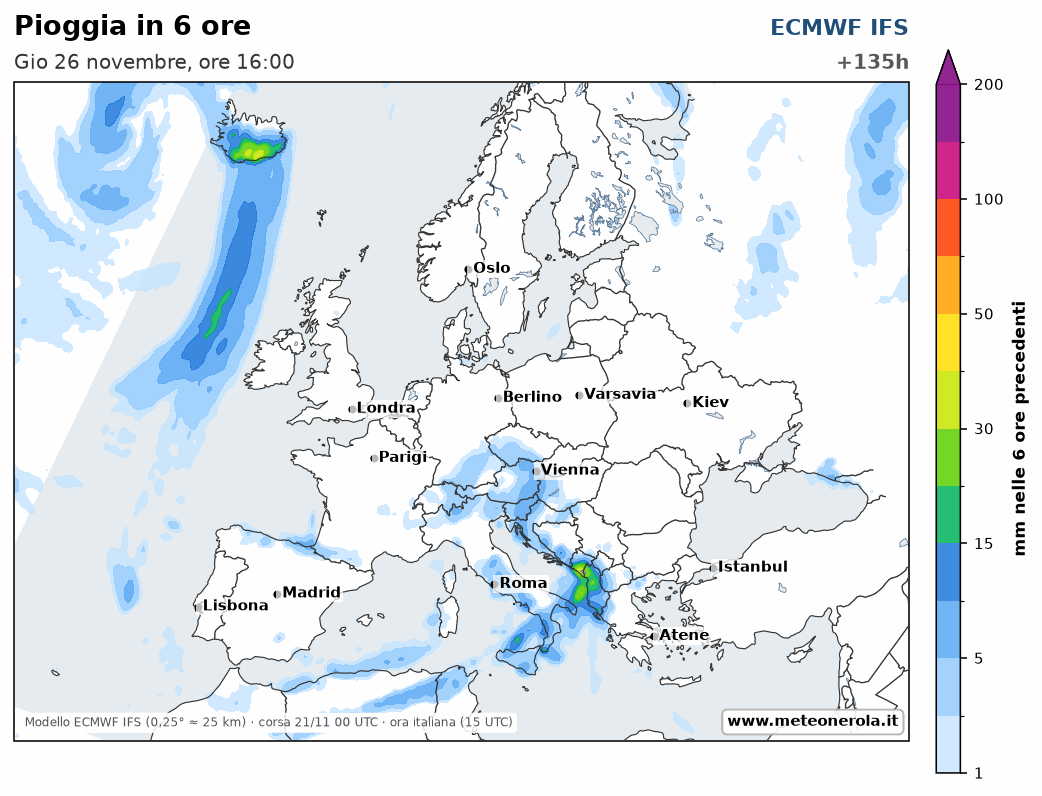 Pioggia in 6 ore
ECMWF IFS
Gio 26 novembre, ore 16:00
+135h
200
100
50
30
15
5
1
mm nelle 6 ore precedenti
Oslo
Berlino
Varsavia
Kiev
Londra
Parigi
Vienna
Istanbul
Roma
Madrid
Lisbona
Atene
Modello ECMWF IFS (0,25° ≈ 25 km) · corsa 21/11 00 UTC · ora italiana (15 UTC)
www.meteonerola.it